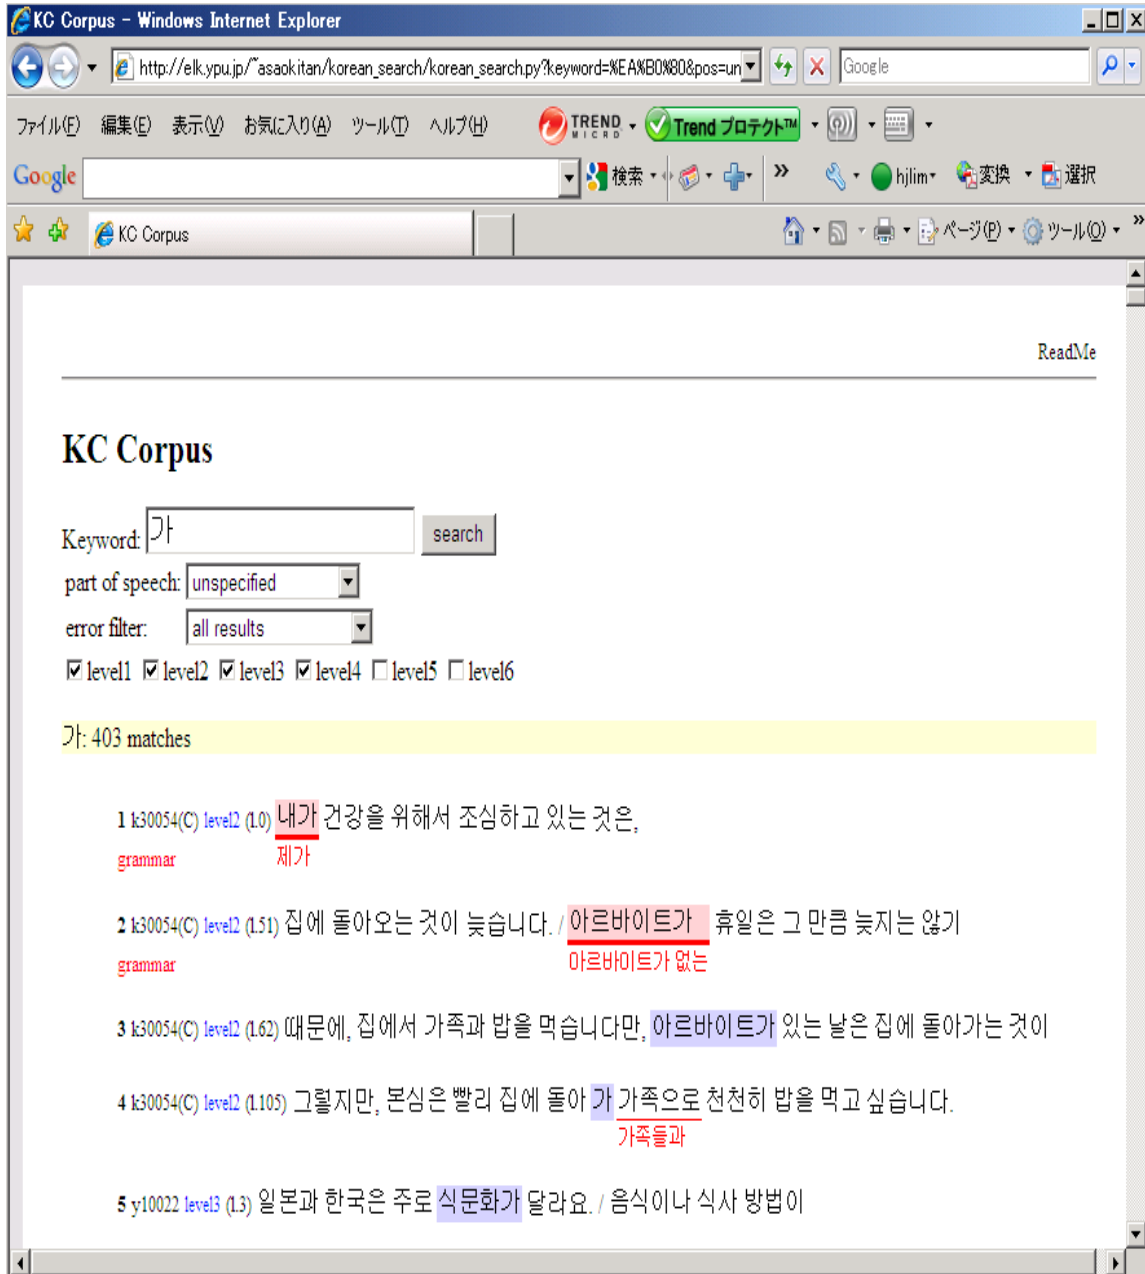 KC Corpus - Windows Internet Explorer
http://elk.ypu.jp/~asaokitan/korean_search/korean_search.py?keyword=%EA%B0%80&pos=un
Google
ファイル(F) 編集(E) 表示(V) お気に入り(A) ツール(T) ヘルプ(H) TREND MICRO Trend プロテクト™
Google 検索 » hjlim 変換 選択
KC Corpus ページ(P) ツール(O) »
ReadMe
KC Corpus
Keyword: 가 search
part of speech: unspecified
error filter: all results
level1 level2 level3 level4 level5 level6
가: 403 matches
1 k30054(C) level2 (l.0) 내가 건강을 위해서 조심하고 있는 것은,
grammar 제가
2 k30054(C) level2 (l.51) 집에 돌아오는 것이 늦습니다. / 아르바이트가 휴일은 그 만큼 늦지는 않기
grammar 아르바이트가 없는
3 k30054(C) level2 (l.62) 때문에, 집에서 가족과 밥을 먹습니다만, 아르바이트가 있는 날은 집에 돌아가는 것이
4 k30054(C) level2 (l.105) 그렇지만, 본심은 빨리 집에 돌아 가 가족으로 천천히 밥을 먹고 싶습니다.
가족들과
5 y10022 level3 (l.3) 일본과 한국은 주로 식문화가 달라요. / 음식이나 식사 방법이